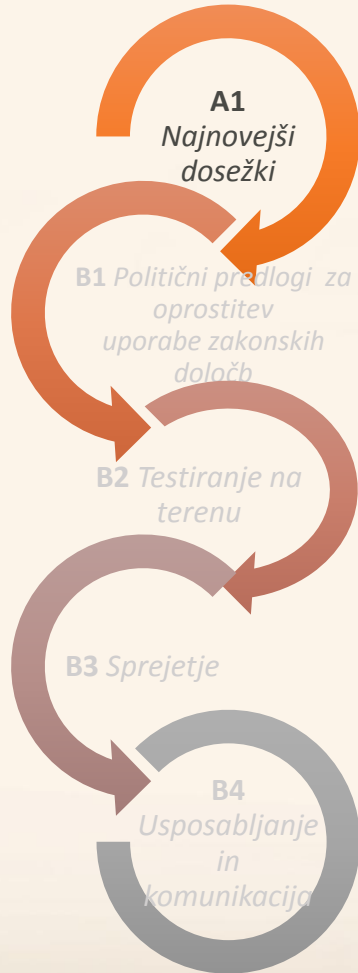 A1
Najnovejši
dosežki
B1 Politični predlogi za
oprostitev
uporabe zakonskih
določb
B2 Testiranje na
terenu
B3 Sprejetje
B4
Usposabljanje
in
komunikacija